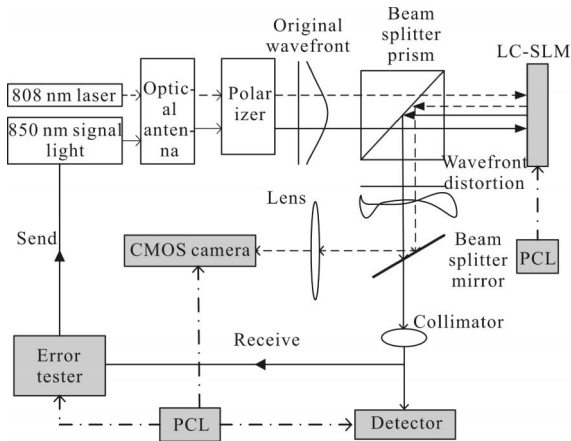 Original
wavefront
Beam
splitter
prism
LC-SLM
808 nm laser
850 nm signal
light
Optic-
al
antenna
Polar-
izer
Wavefront
distortion
Lens
Send
CMOS camera
Beam
splitter
mirror
PCL
Collimator
Receive
Error
tester
PCL
Detector